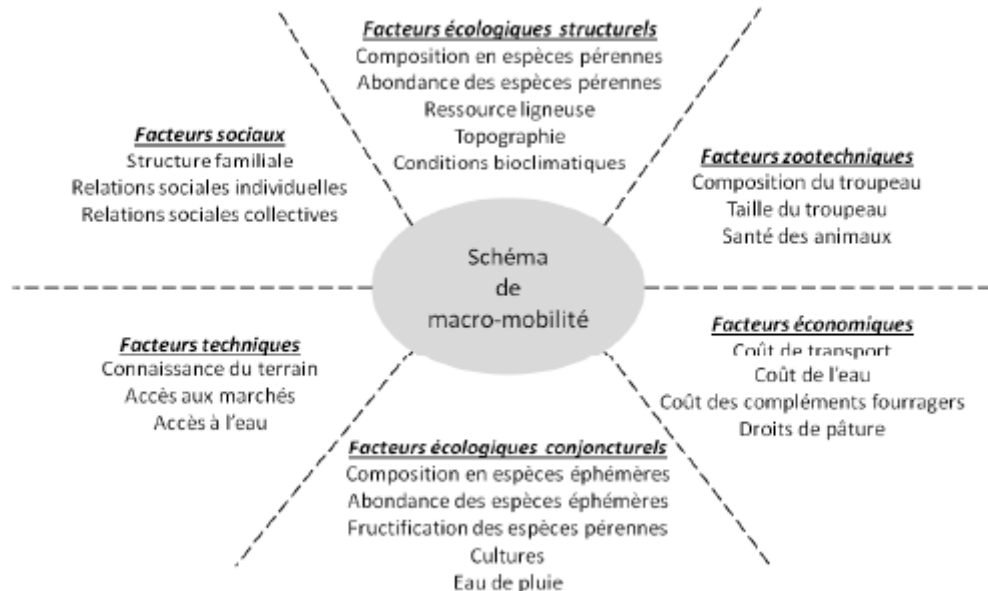 Facteurs écologiques structurels
Composition en espèces pérennes
Abondance des espèces pérennes
Ressource ligneuse
Topographie
Conditions bioclimatiques
Facteurs sociaux
Structure familiale
Relations sociales individuelles
Relations sociales collectives
Facteurs zootechniques
Composition du troupeau
Taille du troupeau
Santé des animaux
Schéma
de
macro-mobilité
Facteurs techniques
Connaissance du terrain
Accès aux marchés
Accès à l'eau
Facteurs économiques
Coût de transport
Coût de l'eau
Coût des compléments fourragers
Droits de pâture
Facteurs écologiques conjoncturels
Composition en espèces éphémères
Abondance des espèces éphémères
Fructification des espèces pérennes
Cultures
Eau de pluie